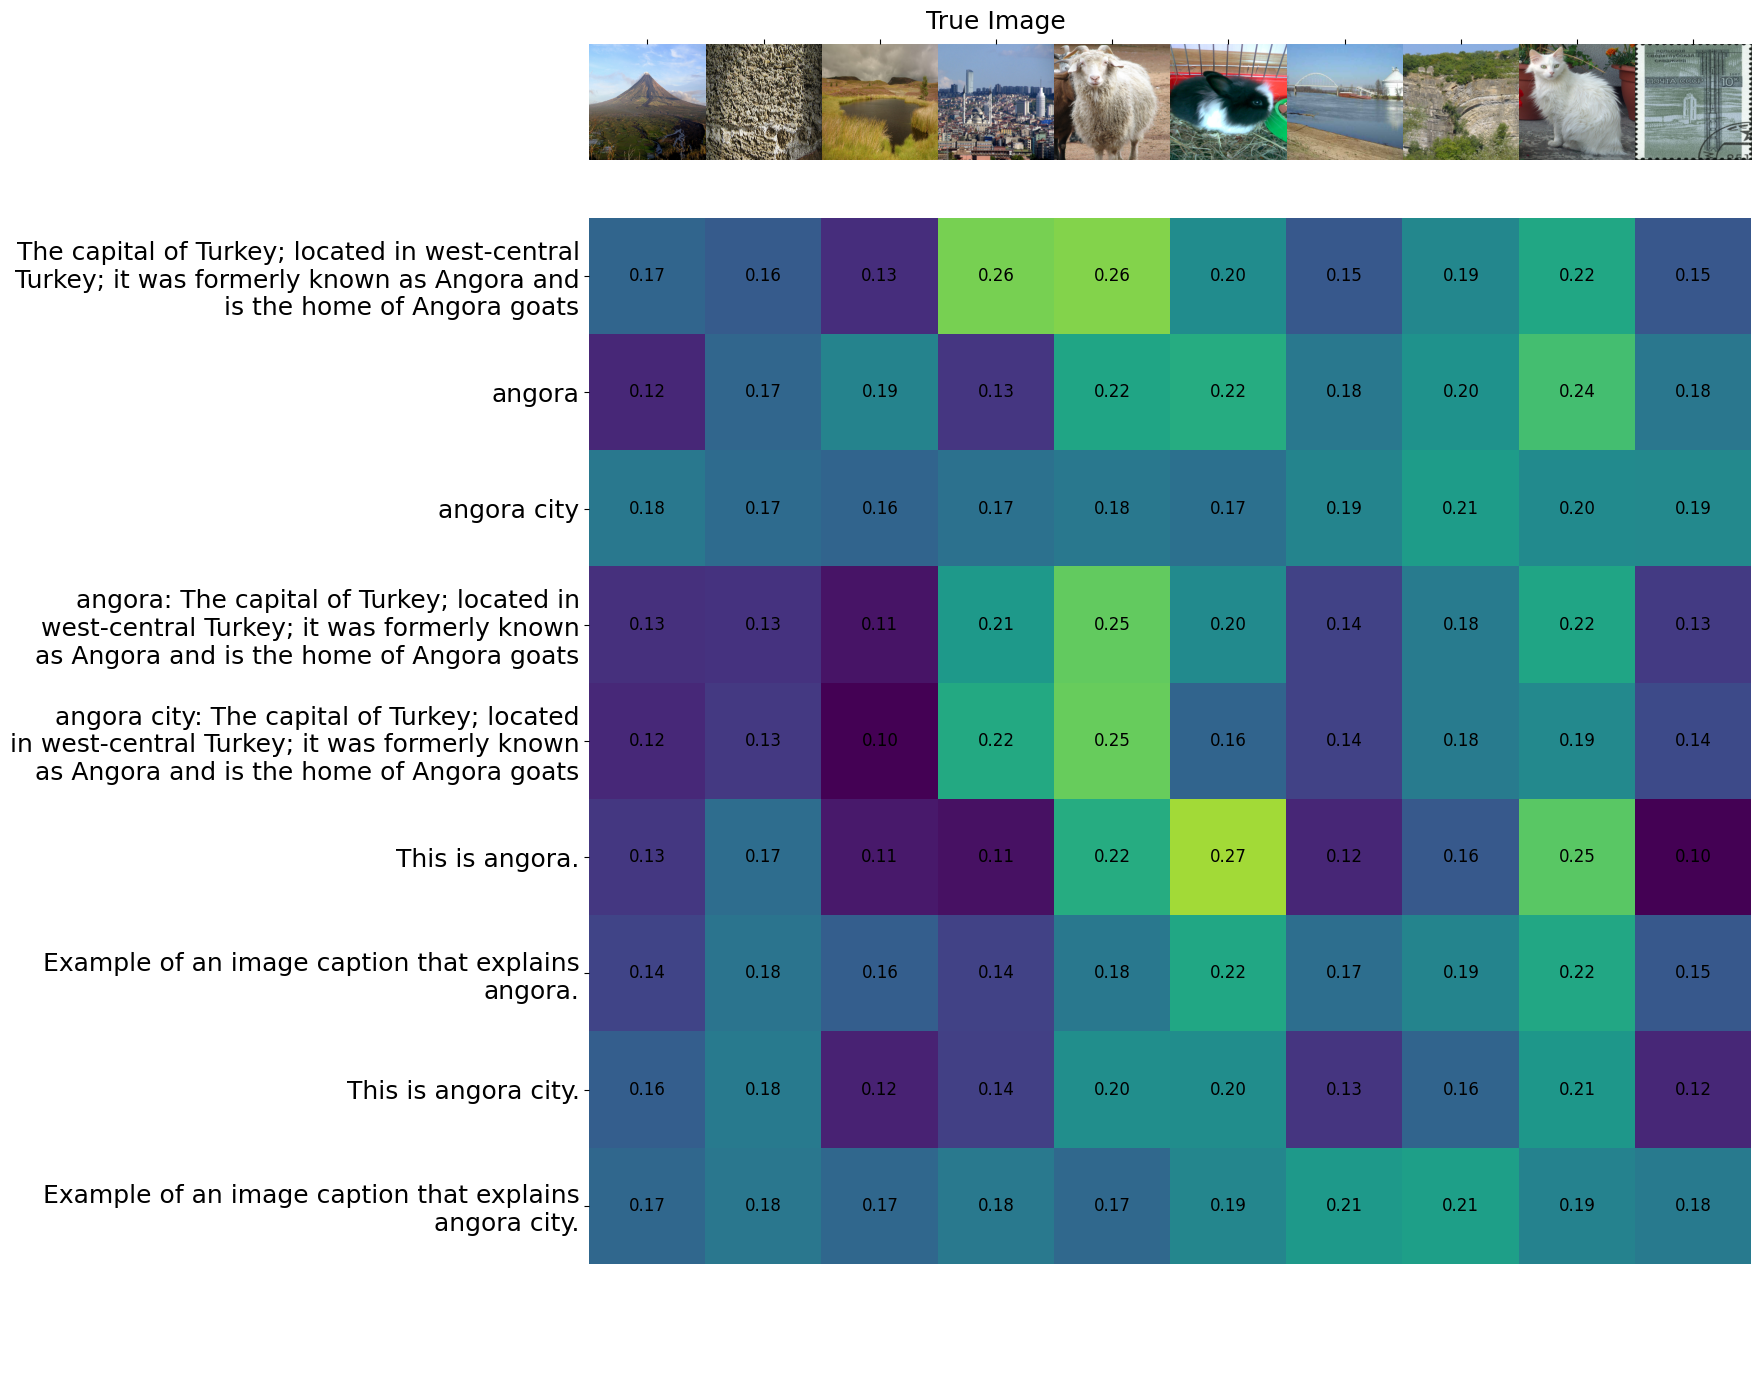 True Image
The capital of Turkey; located in west-central
Turkey; it was formerly known as Angora and
is the home of Angora goats
0.17 0.16 0.13 0.26 0.26 0.20 0.15 0.19 0.22 0.15
angora
0.12 0.17 0.19 0.13 0.22 0.22 0.18 0.20 0.24 0.18
angora city
0.18 0.17 0.16 0.17 0.18 0.17 0.19 0.21 0.20 0.19
angora: The capital of Turkey; located in
west-central Turkey; it was formerly known
as Angora and is the home of Angora goats
0.13 0.13 0.11 0.21 0.25 0.20 0.14 0.18 0.22 0.13
angora city: The capital of Turkey; located
in west-central Turkey; it was formerly known
as Angora and is the home of Angora goats
0.12 0.13 0.10 0.22 0.25 0.16 0.14 0.18 0.19 0.14
This is angora.
0.13 0.17 0.11 0.11 0.22 0.27 0.12 0.16 0.25 0.10
Example of an image caption that explains
angora.
0.14 0.18 0.16 0.14 0.18 0.22 0.17 0.19 0.22 0.15
This is angora city.
0.16 0.18 0.12 0.14 0.20 0.20 0.13 0.16 0.21 0.12
Example of an image caption that explains
angora city.
0.17 0.18 0.17 0.18 0.17 0.19 0.21 0.21 0.19 0.18